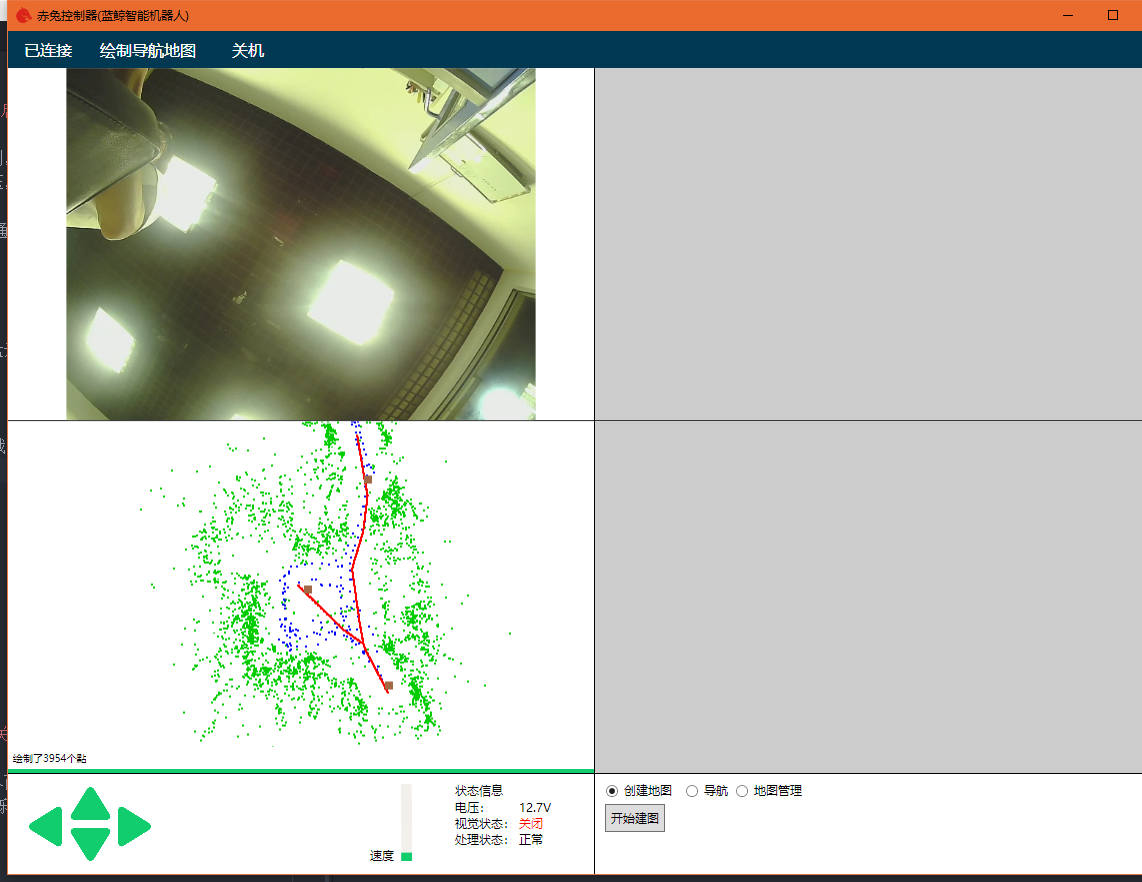 赤兔控制器(蓝鲸智能机器人)
已连接 绘制导航地图 关机
绘制了3954个點
速度
状态信息
电压: 12.7V
视觉状态: 关闭
处理状态: 正常
创建地图 导航 地图管理
开始建图